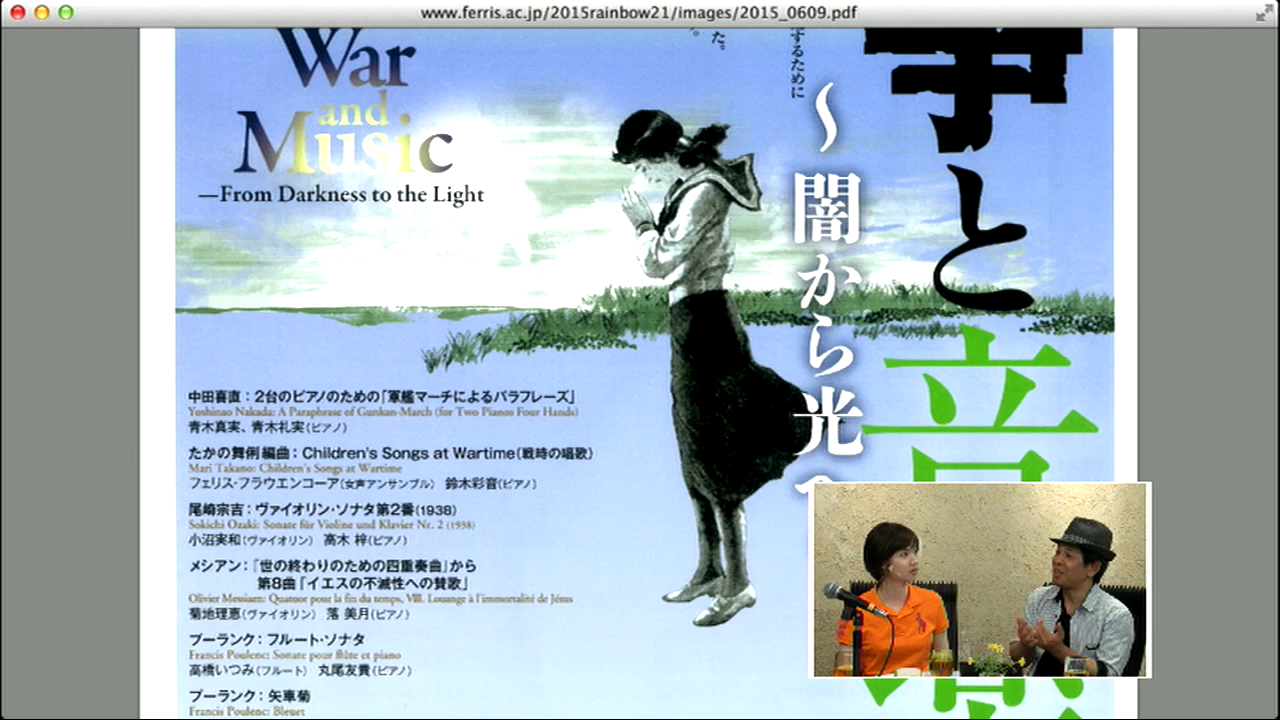 www.ferris.ac.jp/2015rainbow21/images/2015_0609.pdf
War
and
Music
—From Darkness to the Light
た。
するために
争と音楽
〜闇から光へ
中田喜直：2台のピアノのための「軍艦マーチによるパラフレーズ」
Yoshinao Nakada: A Paraphrase of Gunkan-March (for Two Pianos Four Hands)
青木真実、青木礼実（ピアノ）
たかの舞俐編曲：Children's Songs at Wartime（戦時の唱歌）
Mari Takano: Children's Songs at Wartime
フェリス・フラウエンコーア（女声アンサンブル） 鈴木彩音（ピアノ）
尾崎宗吉：ヴァイオリン・ソナタ第2番（1938）
Sokichi Ozaki: Sonate für Violine und Klavier Nr. 2 (1938)
小沼実和（ヴァイオリン） 高木 梓（ピアノ）
メシアン：『世の終わりのための四重奏曲』から
第8曲「イエスの不滅性への賛歌」
Olivier Messiaen: Quatuor pour la fin du temps, Ⅷ. Louange à l'immortalité de Jésus
菊地理恵（ヴァイオリン） 落 美月（ピアノ）
プーランク：フルート・ソナタ
Francis Poulenc: Sonate pour flûte et piano
高橋いつみ（フルート） 丸尾友貴（ピアノ）
プーランク：矢車菊
Francis Poulenc: Bleuet